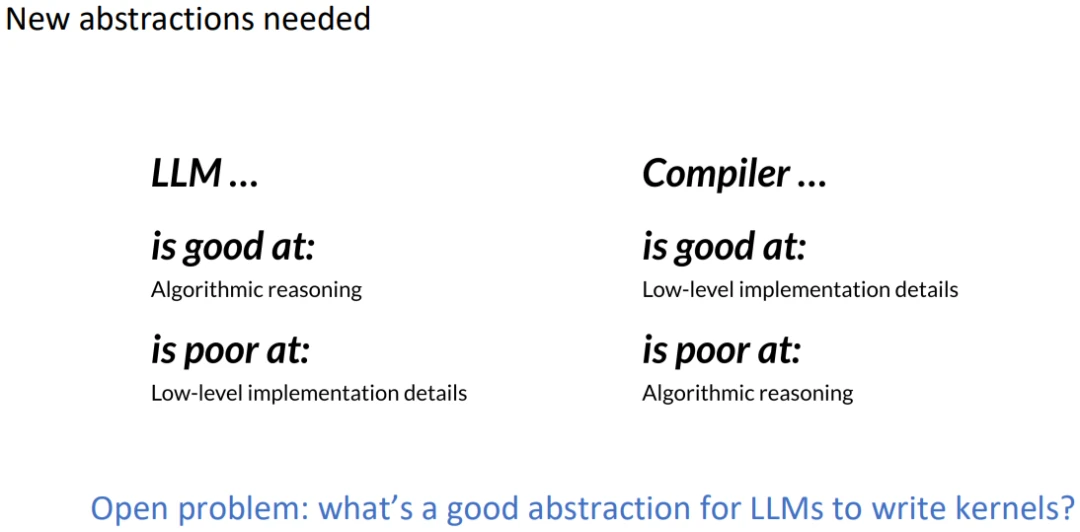 New abstractions needed
LLM ...
is good at:
Algorithmic reasoning
is poor at:
Low-level implementation details
Compiler ...
is good at:
Low-level implementation details
is poor at:
Algorithmic reasoning
Open problem: what's a good abstraction for LLMs to write kernels?